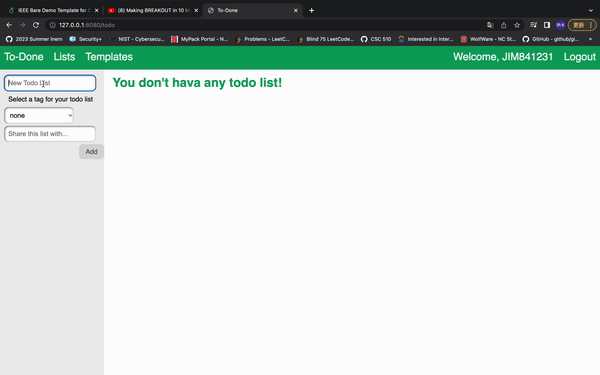 IEEE Bare Demo Template for C
(8) Making BREAKOUT in 10 M
To-Done
127.0.0.1:8080/todo
更新
2023 Summer Inern
Security+
NIST - Cybersecu...
MyPack Portal - N...
Problems - LeetC...
Blind 75 LeetCode...
CSC 510
Interested in Inter...
WolfWare - NC St...
GitHub - github/gi...
To-Done Lists Templates Welcome, JIM841231 Logout
New Todo List
You don't hava any todo list!
Select a tag for your todo list
none
Share this list with...
Add